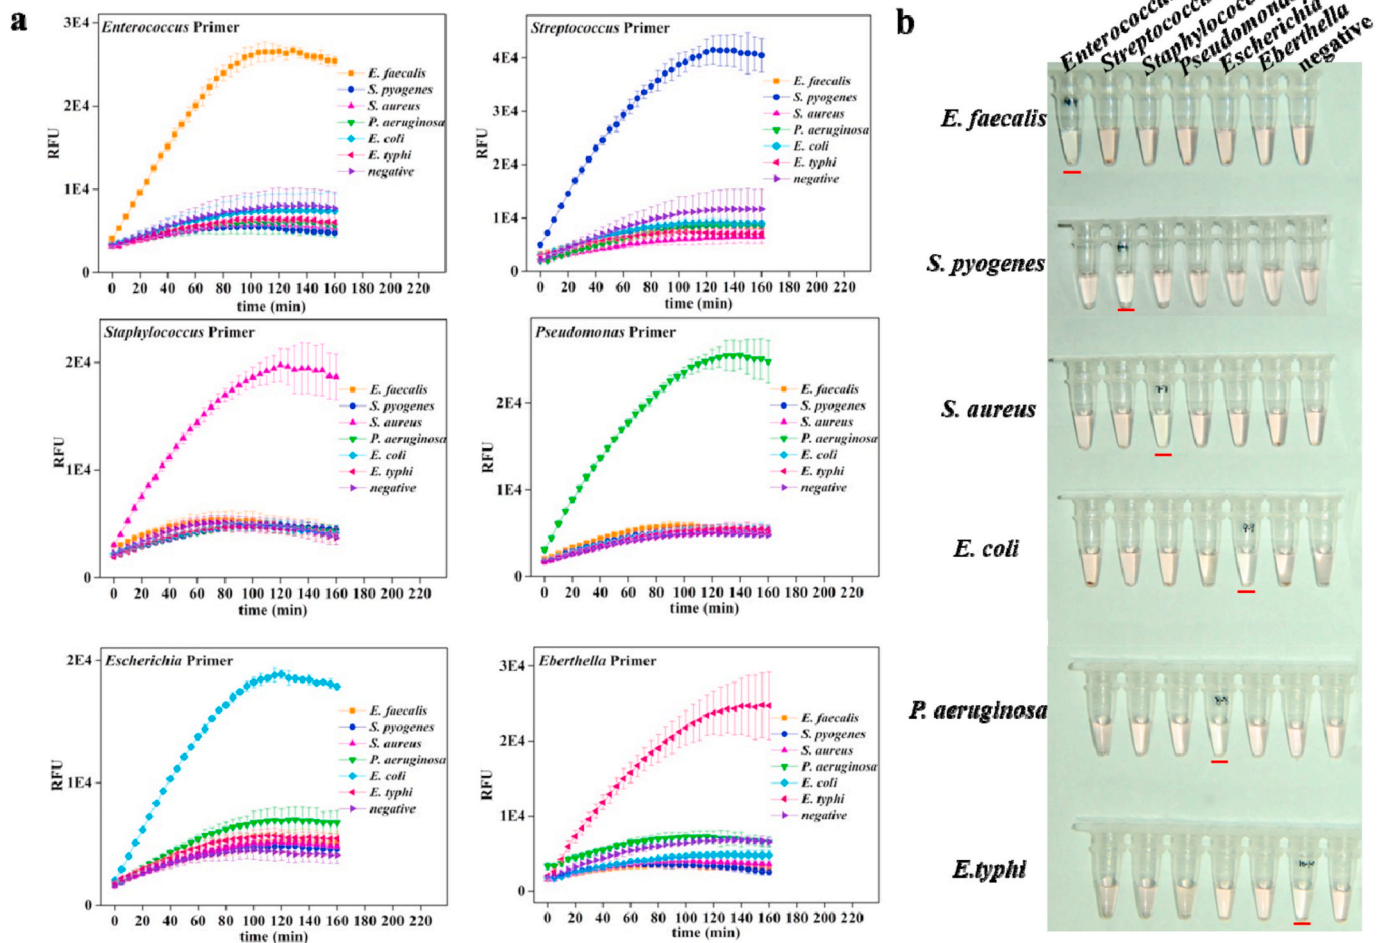 a
Enterococcus Primer
3E4
2E4
1E4
0
RFU
E. faecalis
S. pyogenes
S. aureus
P. aeruginosa
E. coli
E. typhi
negative
0 20 40 60 80 100 120 140 160 180 200 220
time (min)
Streptococcus Primer
4E4
3E4
2E4
1E4
0
RFU
E. faecalis
S. pyogenes
S. aureus
P. aeruginosa
E. coli
E. typhi
negative
0 20 40 60 80 100 120 140 160 180 200 220
time (min)
Staphylococcus Primer
2E4
1E4
0
RFU
E. faecalis
S. pyogenes
S. aureus
P. aeruginosa
E. coli
E. typhi
negative
0 20 40 60 80 100 120 140 160 180 200 220
time (min)
Pseudomonas Primer
2E4
1E4
0
RFU
E. faecalis
S. pyogenes
S. aureus
P. aeruginosa
E. coli
E. typhi
negative
0 20 40 60 80 100 120 140 160 180 200 220
time (min)
Escherichia Primer
2E4
1E4
0
RFU
E. faecalis
S. pyogenes
S. aureus
P. aeruginosa
E. coli
E. typhi
negative
0 20 40 60 80 100 120 140 160 180 200 220
time (min)
Eberthella Primer
3E4
2E4
1E4
0
RFU
E. faecalis
S. pyogenes
S. aureus
P. aeruginosa
E. coli
E. typhi
negative
0 20 40 60 80 100 120 140 160 180 200 220
time (min)
b
Escherichia
Eberthella
negative
E. faecalis
S. pyogenes
S. aureus
E. coli
P. aeruginosa
E.typhi